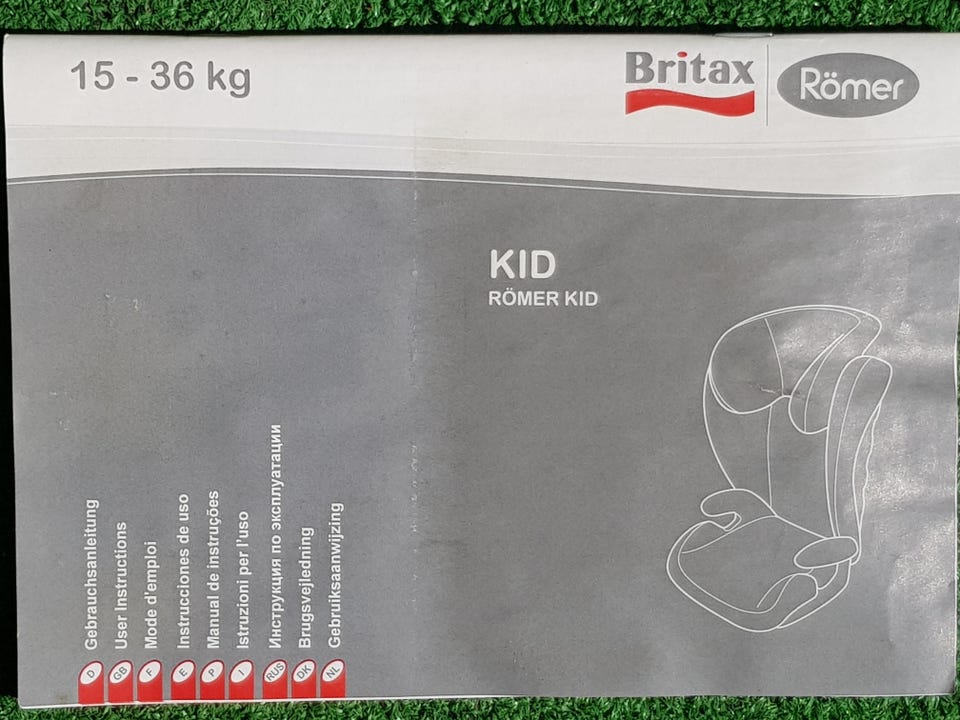 15 - 36 kg
Britax
Römer
KID
RÖMER KID
D Gebrauchsanleitung
GB User Instructions
F Mode d'emploi
E Instrucciones de uso
P Manual de instruções
I Istruzioni per l'uso
RUS Инструкция по эксплуатации
DK Brugsvejledning
NL Gebruiksaanwijzing